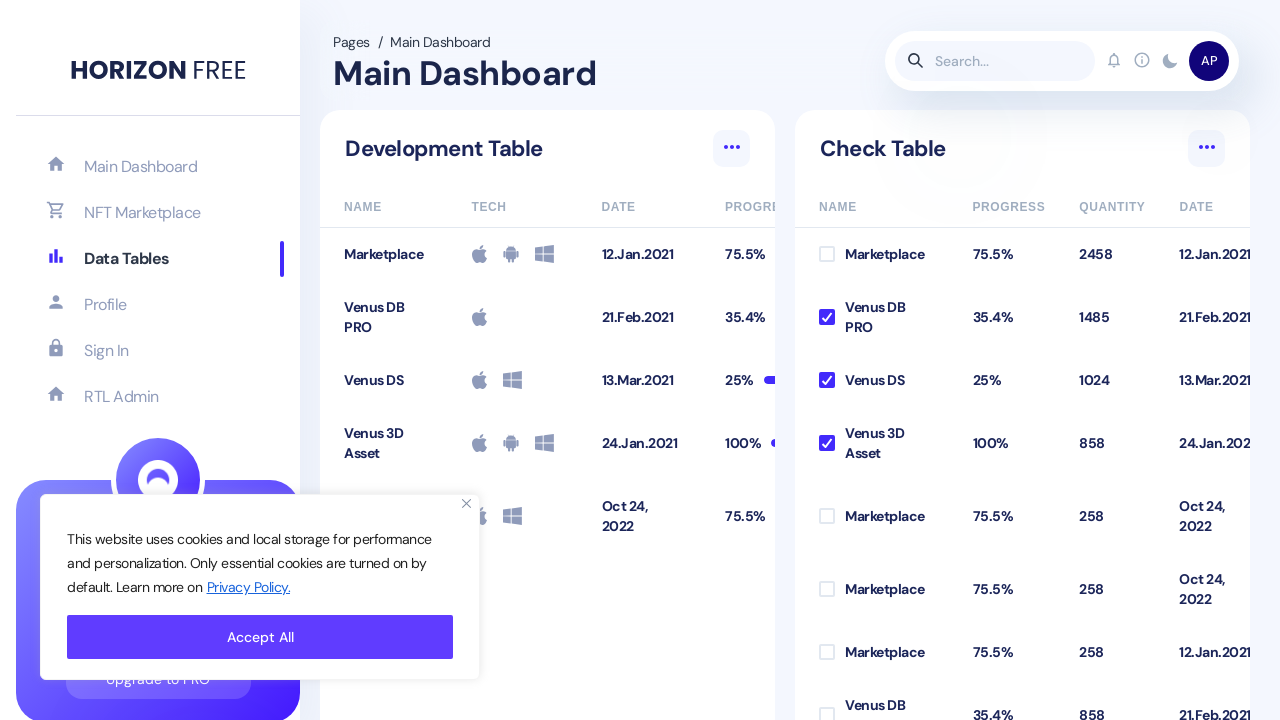 HORIZON FREE
Main Dashboard
NFT Marketplace
Data Tables
Profile
Sign In
RTL Admin
Upgrade to PRO
This website uses cookies and local storage for performance
and personalization. Only essential cookies are turned on by
default. Learn more on Privacy Policy.
Accept All
Pages / Main Dashboard
Main Dashboard
Search...
AP
Development Table
NAME TECH DATE PROGRE
Marketplace 12.Jan.2021 75.5%
Venus DB
PRO
21.Feb.2021 35.4%
Venus DS 13.Mar.2021 25%
Venus 3D
Asset
24.Jan.2021 100%
Oct 24,
2022
75.5%
Check Table
NAME PROGRESS QUANTITY DATE
Marketplace 75.5% 2458 12.Jan.2021
Venus DB
PRO
35.4% 1485 21.Feb.2021
Venus DS 25% 1024 13.Mar.2021
Venus 3D
Asset
100% 858 24.Jan.202
Marketplace 75.5% 258
Oct 24,
2022
Marketplace 75.5% 258
Oct 24,
2022
Marketplace 75.5% 258 12.Jan.2021
Venus DB
35.4% 858 21.Feb.2021